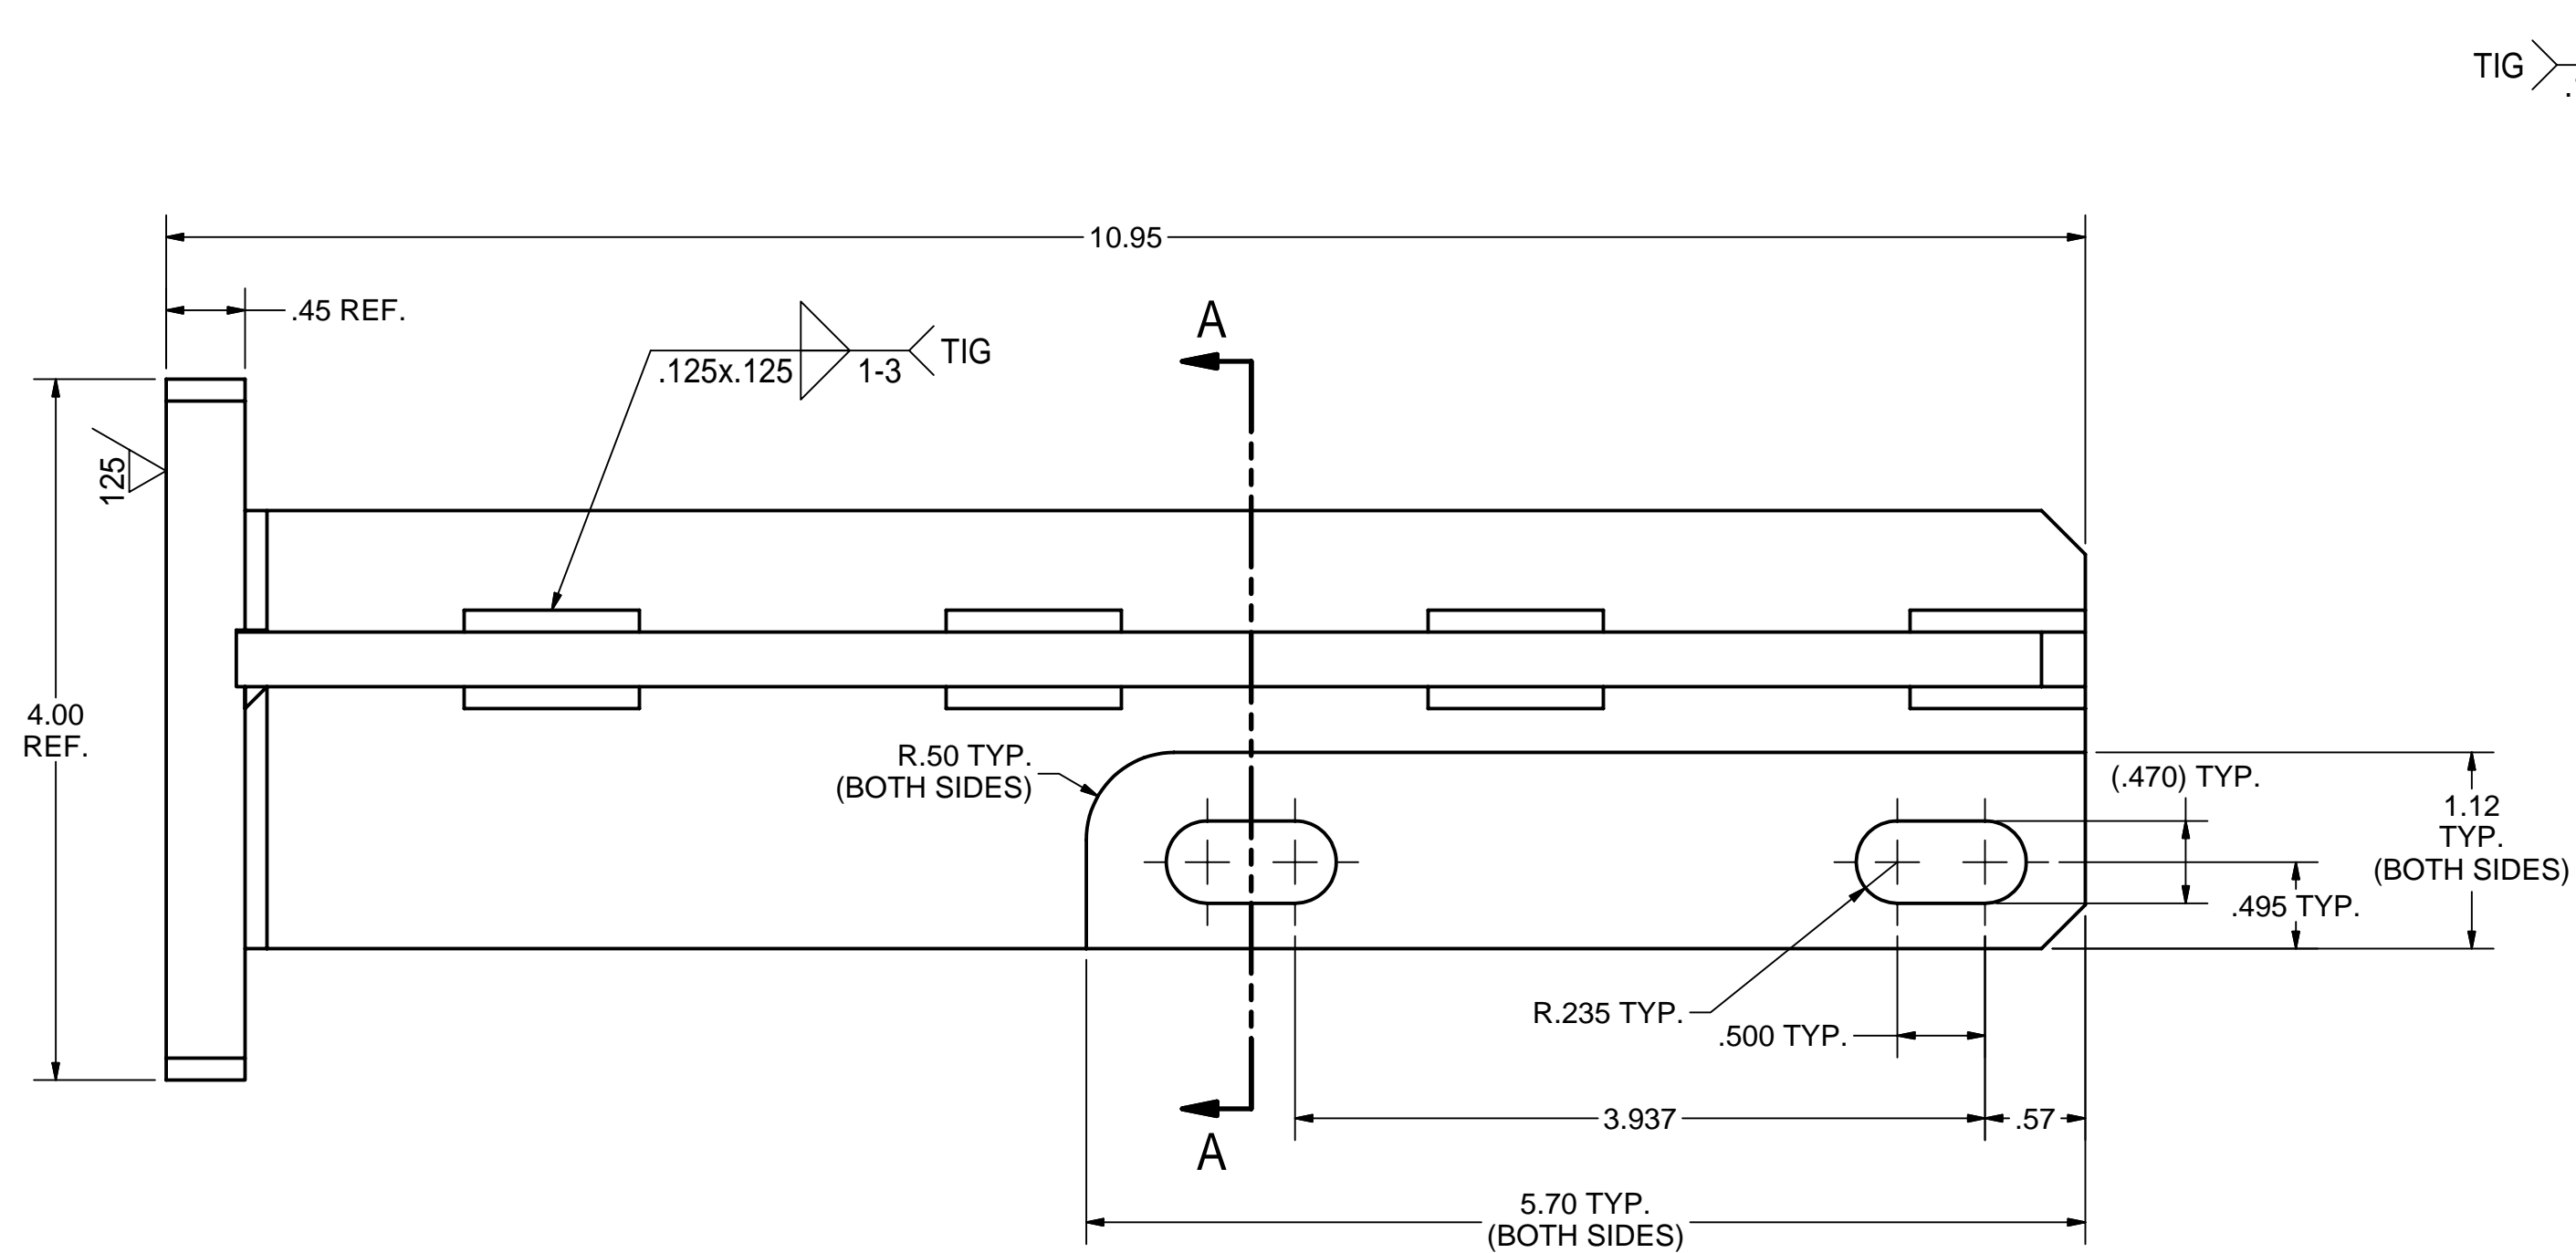 TIG
.
10.95
.45 REF.
A
.125x.125
1-3
TIG
125
4.00
REF.
R.50 TYP.
(BOTH SIDES)
(.470) TYP.
1.12
TYP.
(BOTH SIDES)
.495 TYP.
R.235 TYP.
.500 TYP.
3.937
.57
A
5.70 TYP.
(BOTH SIDES)